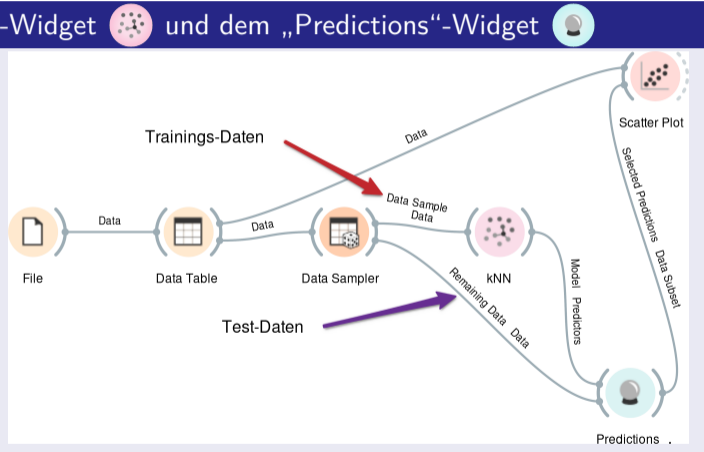 -Widget und dem „Predictions“-Widget
Scatter Plot
Trainings-Daten
Data
Data Sample
Data
Data
Data
File
Data Table
Data Sampler
kNN
Selected Predictions Data Subset
Remaining Data Data
Model Predictors
Test-Daten
Predictions .